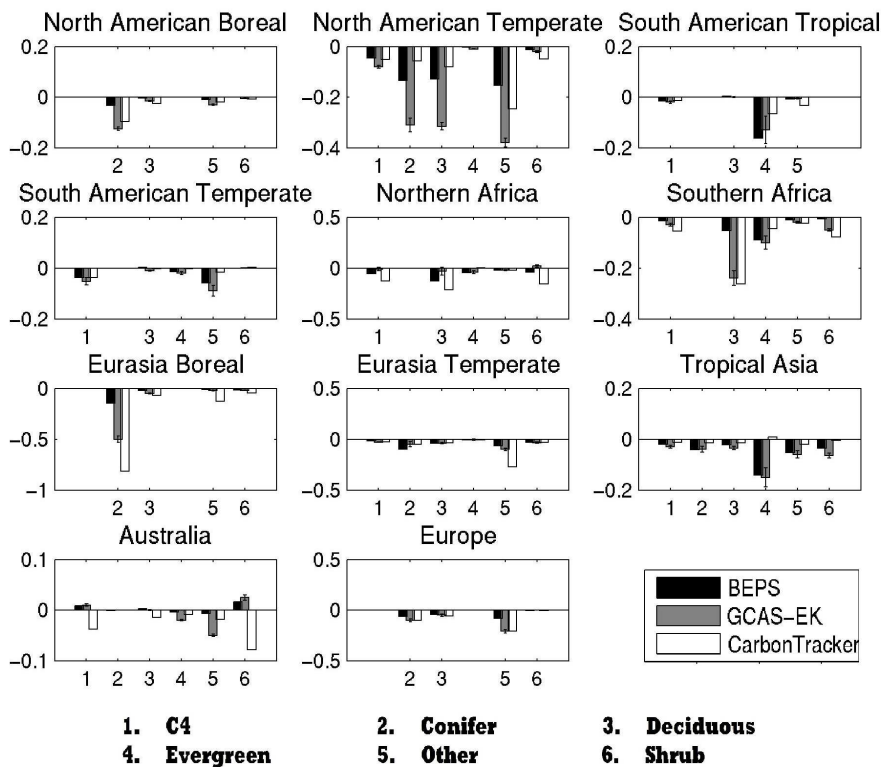 North American Boreal
0.2
0
−0.2
2 3 5 6
North American Temperate
0
−0.2
−0.4
1 2 3 4 5 6
South American Tropical
0.2
0
−0.2
1 3 4 5
South American Temperate
0.2
0
−0.2
1 3 4 5 6
Northern Africa
0.5
0
−0.5
1 3 4 5 6
Southern Africa
0
−0.2
−0.4
1 3 4 5 6
Eurasia Boreal
0
−0.5
−1
2 3 5 6
Eurasia Temperate
0.5
0
−0.5
1 2 3 4 5 6
Tropical Asia
0.2
0
−0.2
1 2 3 4 5 6
Australia
0.1
0
−0.1
1 2 3 4 5 6
Europe
0.5
0
−0.5
2 3 5 6
BEPS
GCAS−EK
CarbonTracker
1. C4 2. Conifer 3. Deciduous
4. Evergreen 5. Other 6. Shrub